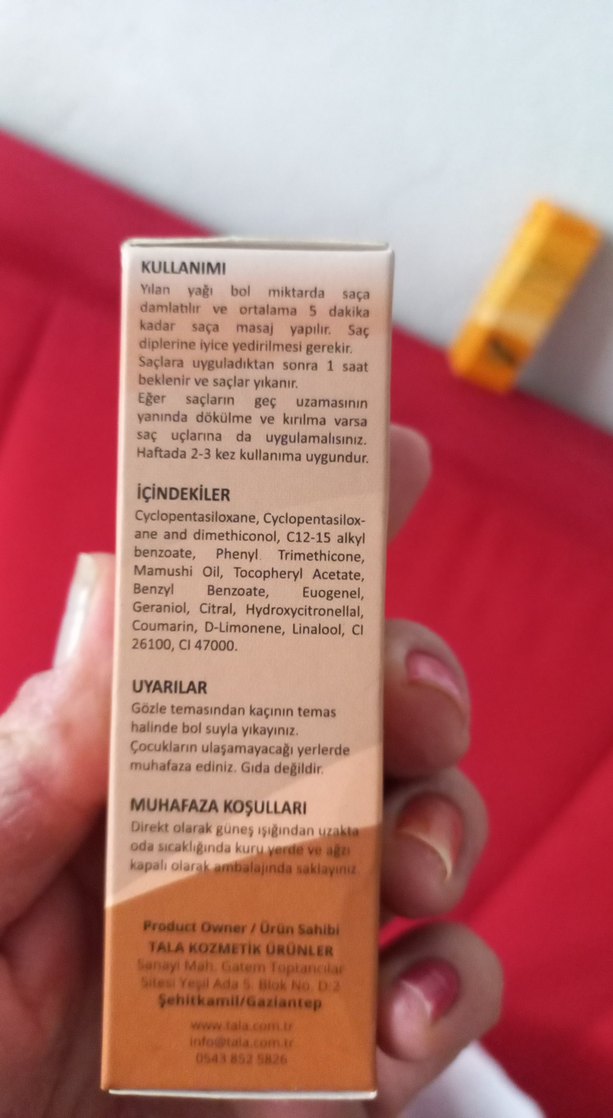 KULLANIMI
Yılan yağı bol miktarda saça
damlatılır ve ortalama 5 dakika
kadar saça masaj yapılır. Saç
diplerine iyice yedirilmesi gerekir.
Saçlara uyguladıktan sonra 1 saat
beklenir ve saçlar yıkanır.
Eğer saçların geç uzamasının
yanında dökülme ve kırılma varsa
saç uçlarına da uygulamalısınız.
Haftada 2-3 kez kullanıma uygundur.
İÇİNDEKİLER
Cyclopentasiloxane, Cyclopentasilox-
ane and dimethiconol, C12-15 alkyl
benzoate, Phenyl Trimethicone,
Mamushi Oil, Tocopheryl Acetate,
Benzyl Benzoate, Euogenel,
Geraniol, Citral, Hydroxycitronellal,
Coumarin, D-Limonene, Linalool, CI
26100, CI 47000.
UYARILAR
Gözle temasından kaçının temas
halinde bol suyla yıkayınız.
Çocukların ulaşamayacağı yerlerde
muhafaza ediniz. Gıda değildir.
MUHAFAZA KOŞULLARI
Direkt olarak güneş ışığından uzakta
oda sıcaklığında kuru yerde ve ağzı
kapalı olarak ambalajında saklayınız.
Product Owner / Ürün Sahibi
TALA KOZMETİK ÜRÜNLER
Sanayi Mah. Gatem Toptancılar
Sitesi Yeşil Ada 5. Blok No. D:2
Şehitkamil/Gaziantep
www.tala.com.tr
info@tala.com.tr
0543 852 5826